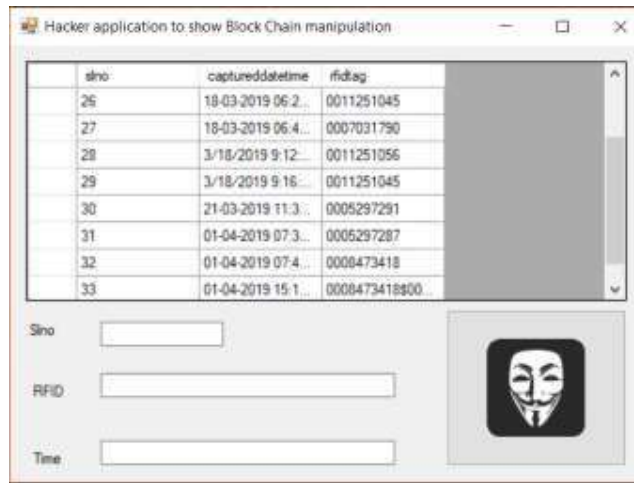 Hacker application to show Block Chain manipulation
slno captureddatetime rfidtag
26 18-03-2019 06:2... 0011251045
27 18-03-2019 06:4... 0007031790
28 3/18/2019 9:12:... 0011251056
29 3/18/2019 9:16:... 0011251045
30 21-03-2019 11:3... 0005297291
31 01-04-2019 07:3... 0005297287
32 01-04-2019 07:4... 0008473418
33 01-04-2019 15:1... 0008473418$00...
Slno
RFID
Time